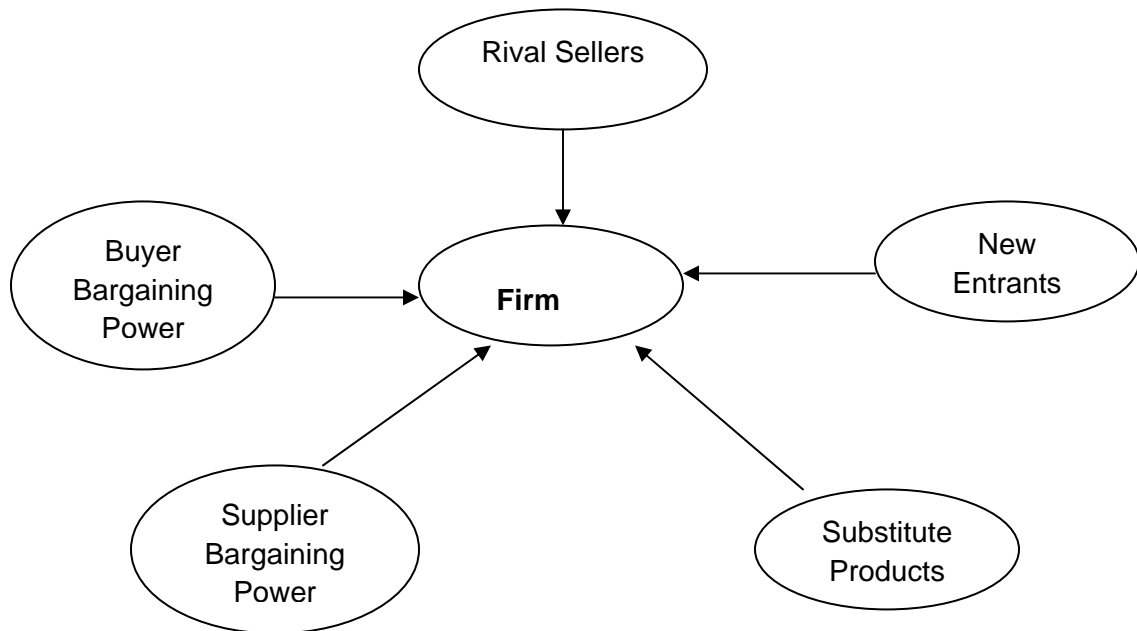 Rival Sellers
Buyer
Bargaining
Power
New
Entrants
Firm
Supplier
Bargaining
Power
Substitute
Products